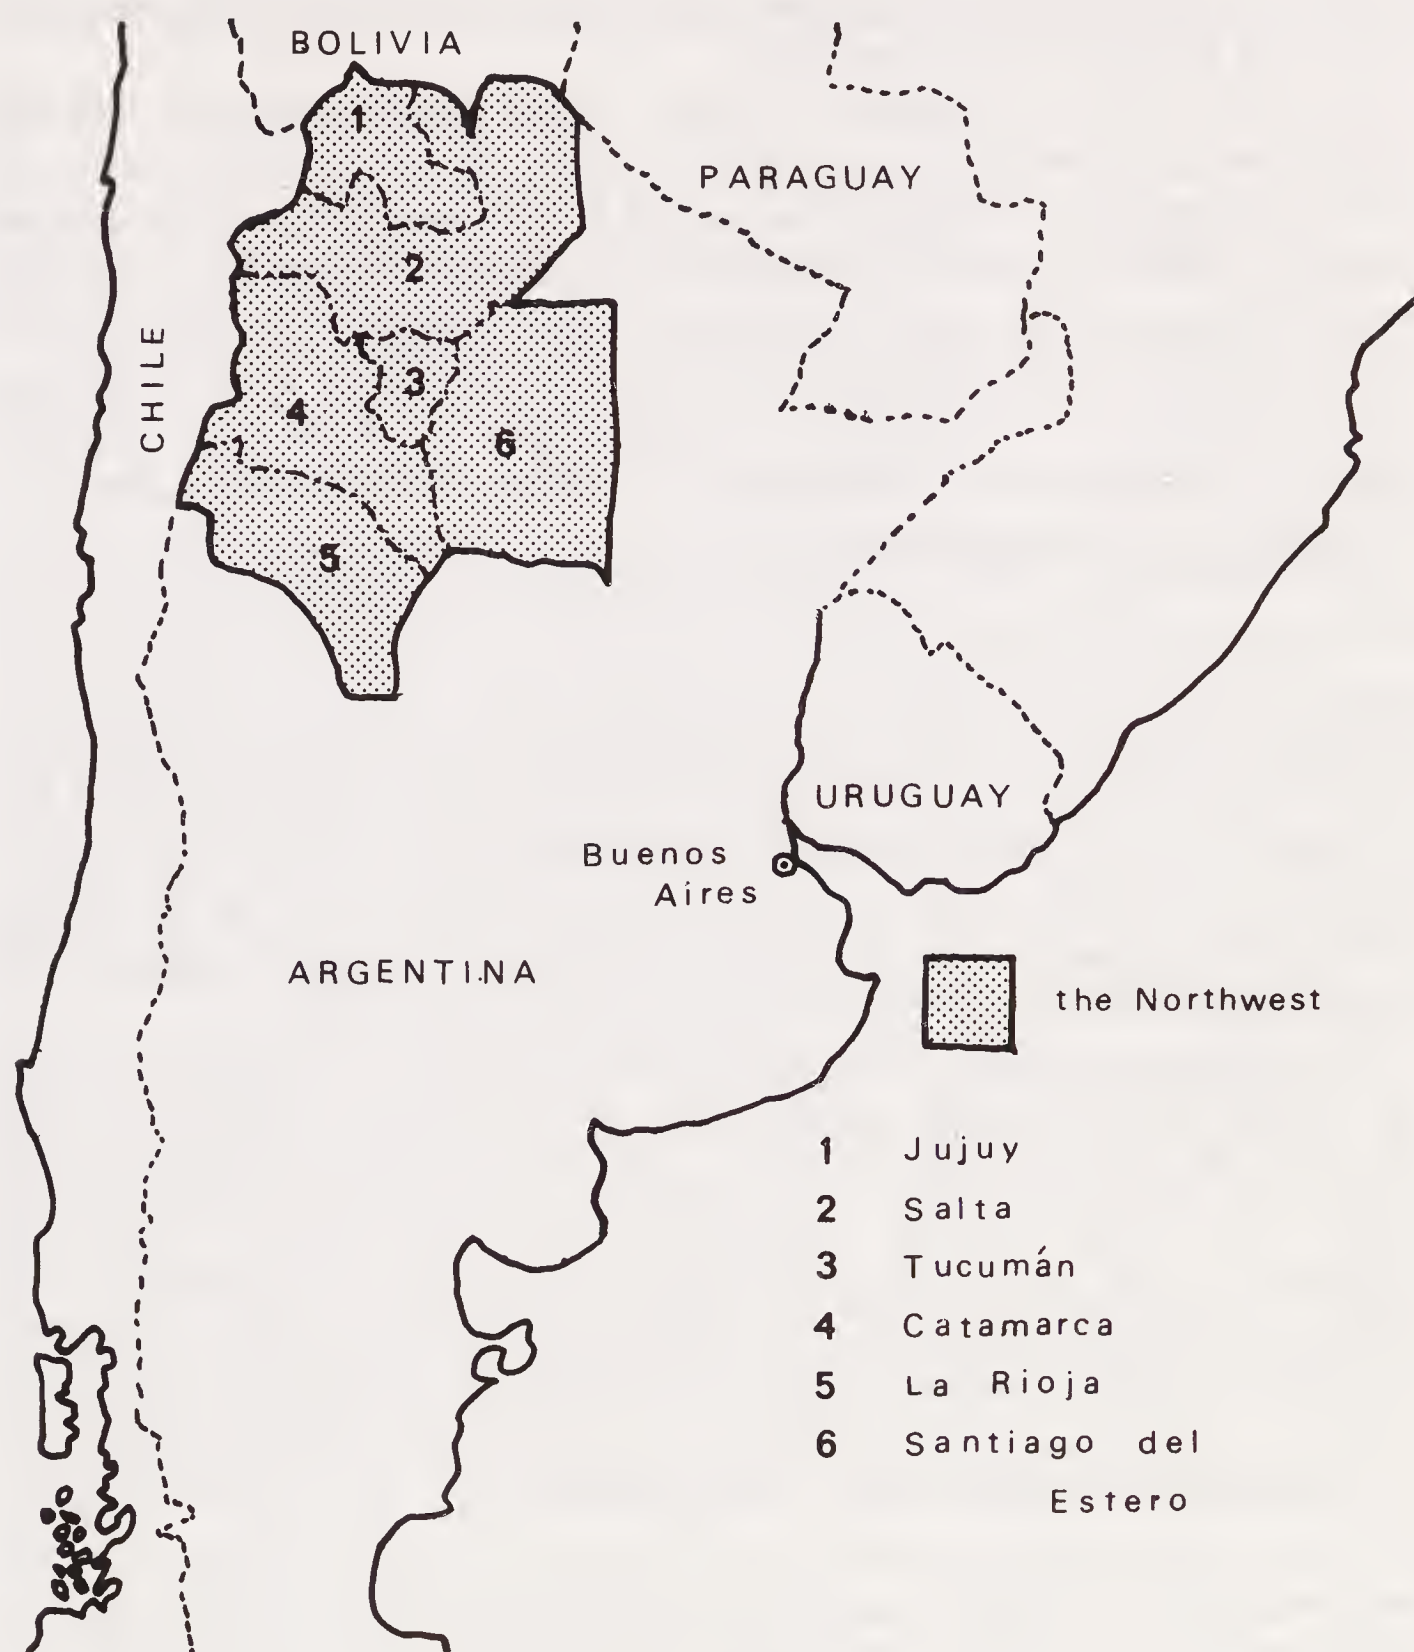 BOLIVIA
1
PARAGUAY
2
CHILE
3
4
6
5
URUGUAY
Buenos
Aires
ARGENTINA
the Northwest
1 Jujuy
2 Salta
3 Tucumán
4 Catamarca
5 La Rioja
6 Santiago del
Estero